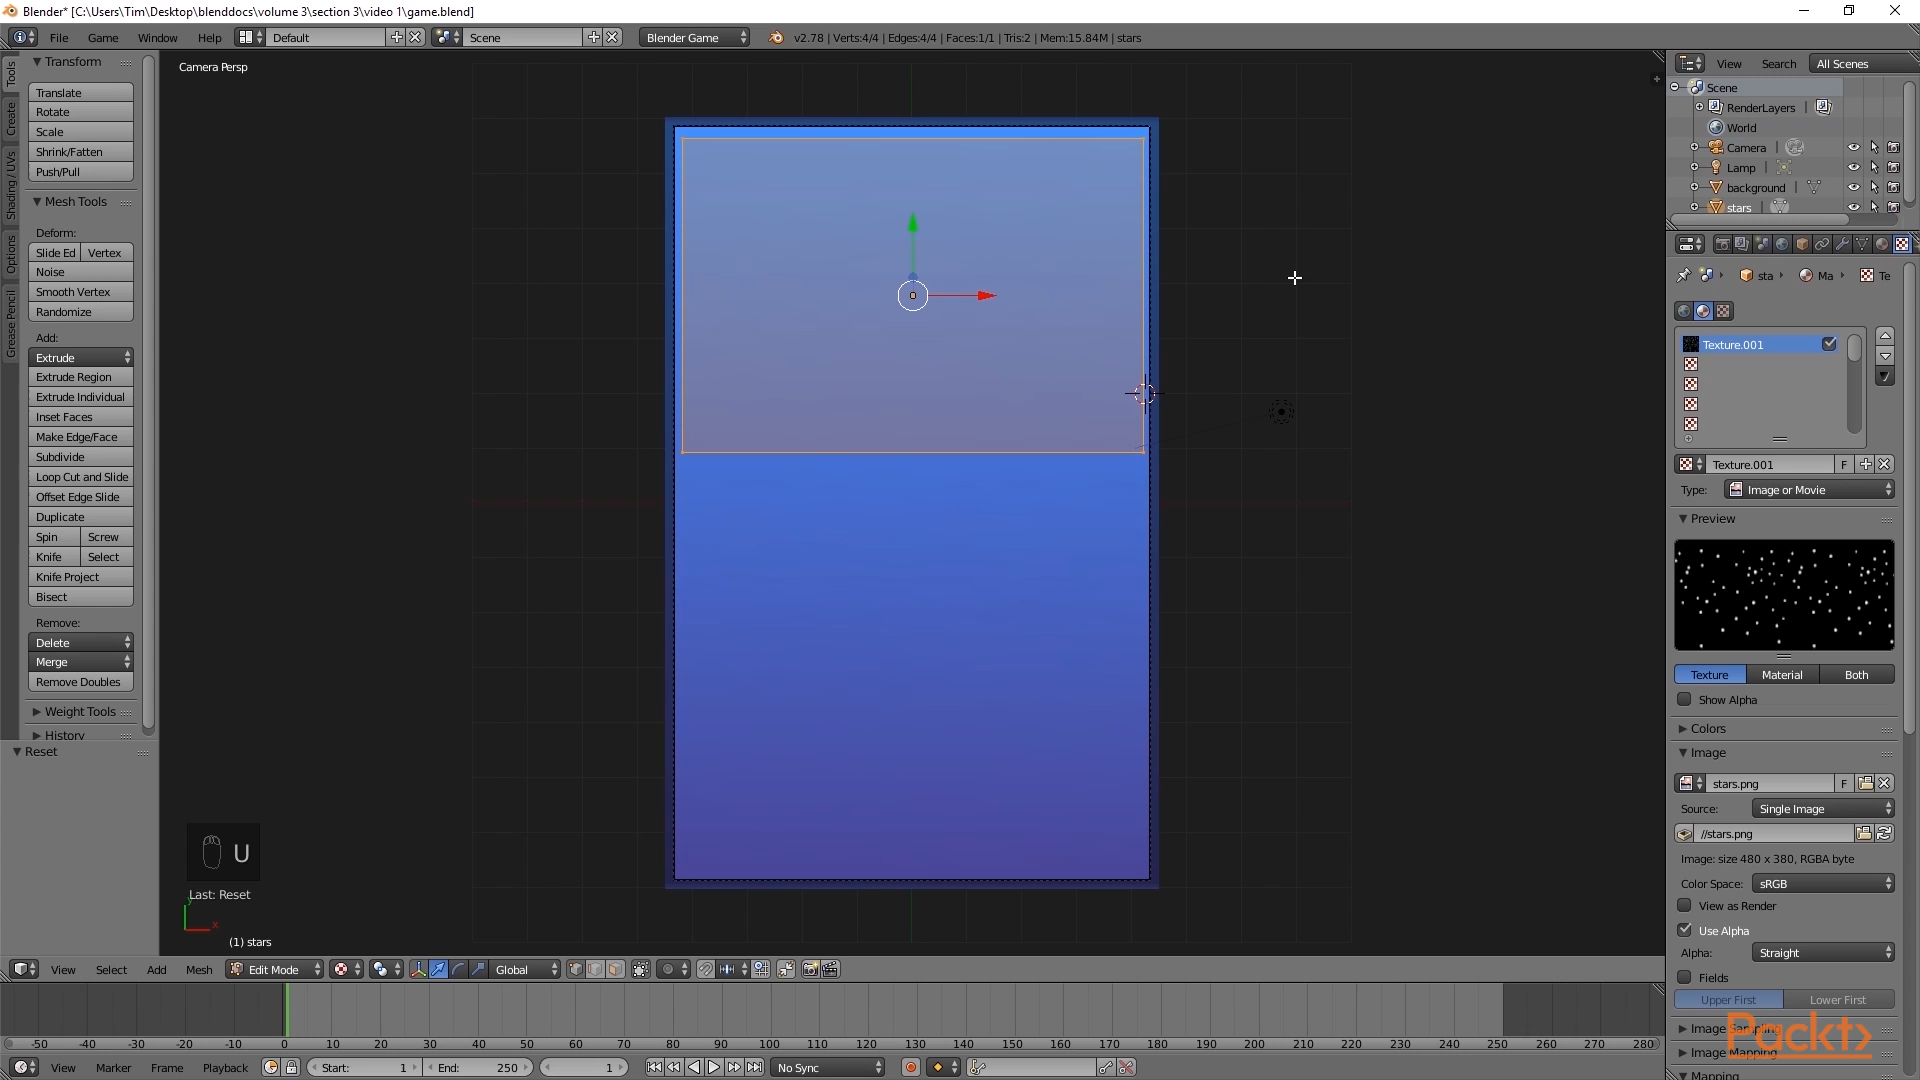 Blender* [C:\Users\Tim\Desktop\blenddocs\volume 3\section 3\video 1\game.blend]
File Game Window Help Default Scene Blender Game v2.78 | Verts:4/4 | Edges:4/4 | Faces:1/1 | Tris:2 | Mem:15.84M | stars
Tools
Create
Shading / UVs
Options
Grease Pencil
Transform
Translate
Rotate
Scale
Shrink/Fatten
Push/Pull
Mesh Tools
Deform:
Slide Ed Vertex
Noise
Smooth Vertex
Randomize
Add:
Extrude
Extrude Region
Extrude Individual
Inset Faces
Make Edge/Face
Subdivide
Loop Cut and Slide
Offset Edge Slide
Duplicate
Spin Screw
Knife Select
Knife Project
Bisect
Remove:
Delete
Merge
Remove Doubles
Weight Tools
History
Reset
Camera Persp
U
Last: Reset
y
x
(1) stars
View Select Add Mesh Edit Mode Global
View Search All Scenes
Scene
RenderLayers |
World
Camera |
Lamp |
background |
stars |
sta Ma Te
Texture.001
Texture.001 F
Type: Image or Movie
Preview
Texture Material Both
Show Alpha
Colors
Image
stars.png F
Source: Single Image
//stars.png
Image: size 480 x 380, RGBA byte
Color Space: sRGB
View as Render
Use Alpha
Alpha: Straight
Fields
Upper First Lower First
Image Sampling
Image Mapping
Mapping
Packt>
-50 -40 -30 -20 -10 0 10 20 30 40 50 60 70 80 90 100 110 120 130 140 150 160 170 180 190 200 210 220 230 240 250 260 270 280
View Marker Frame Playback Start: 1 End: 250 1 No Sync